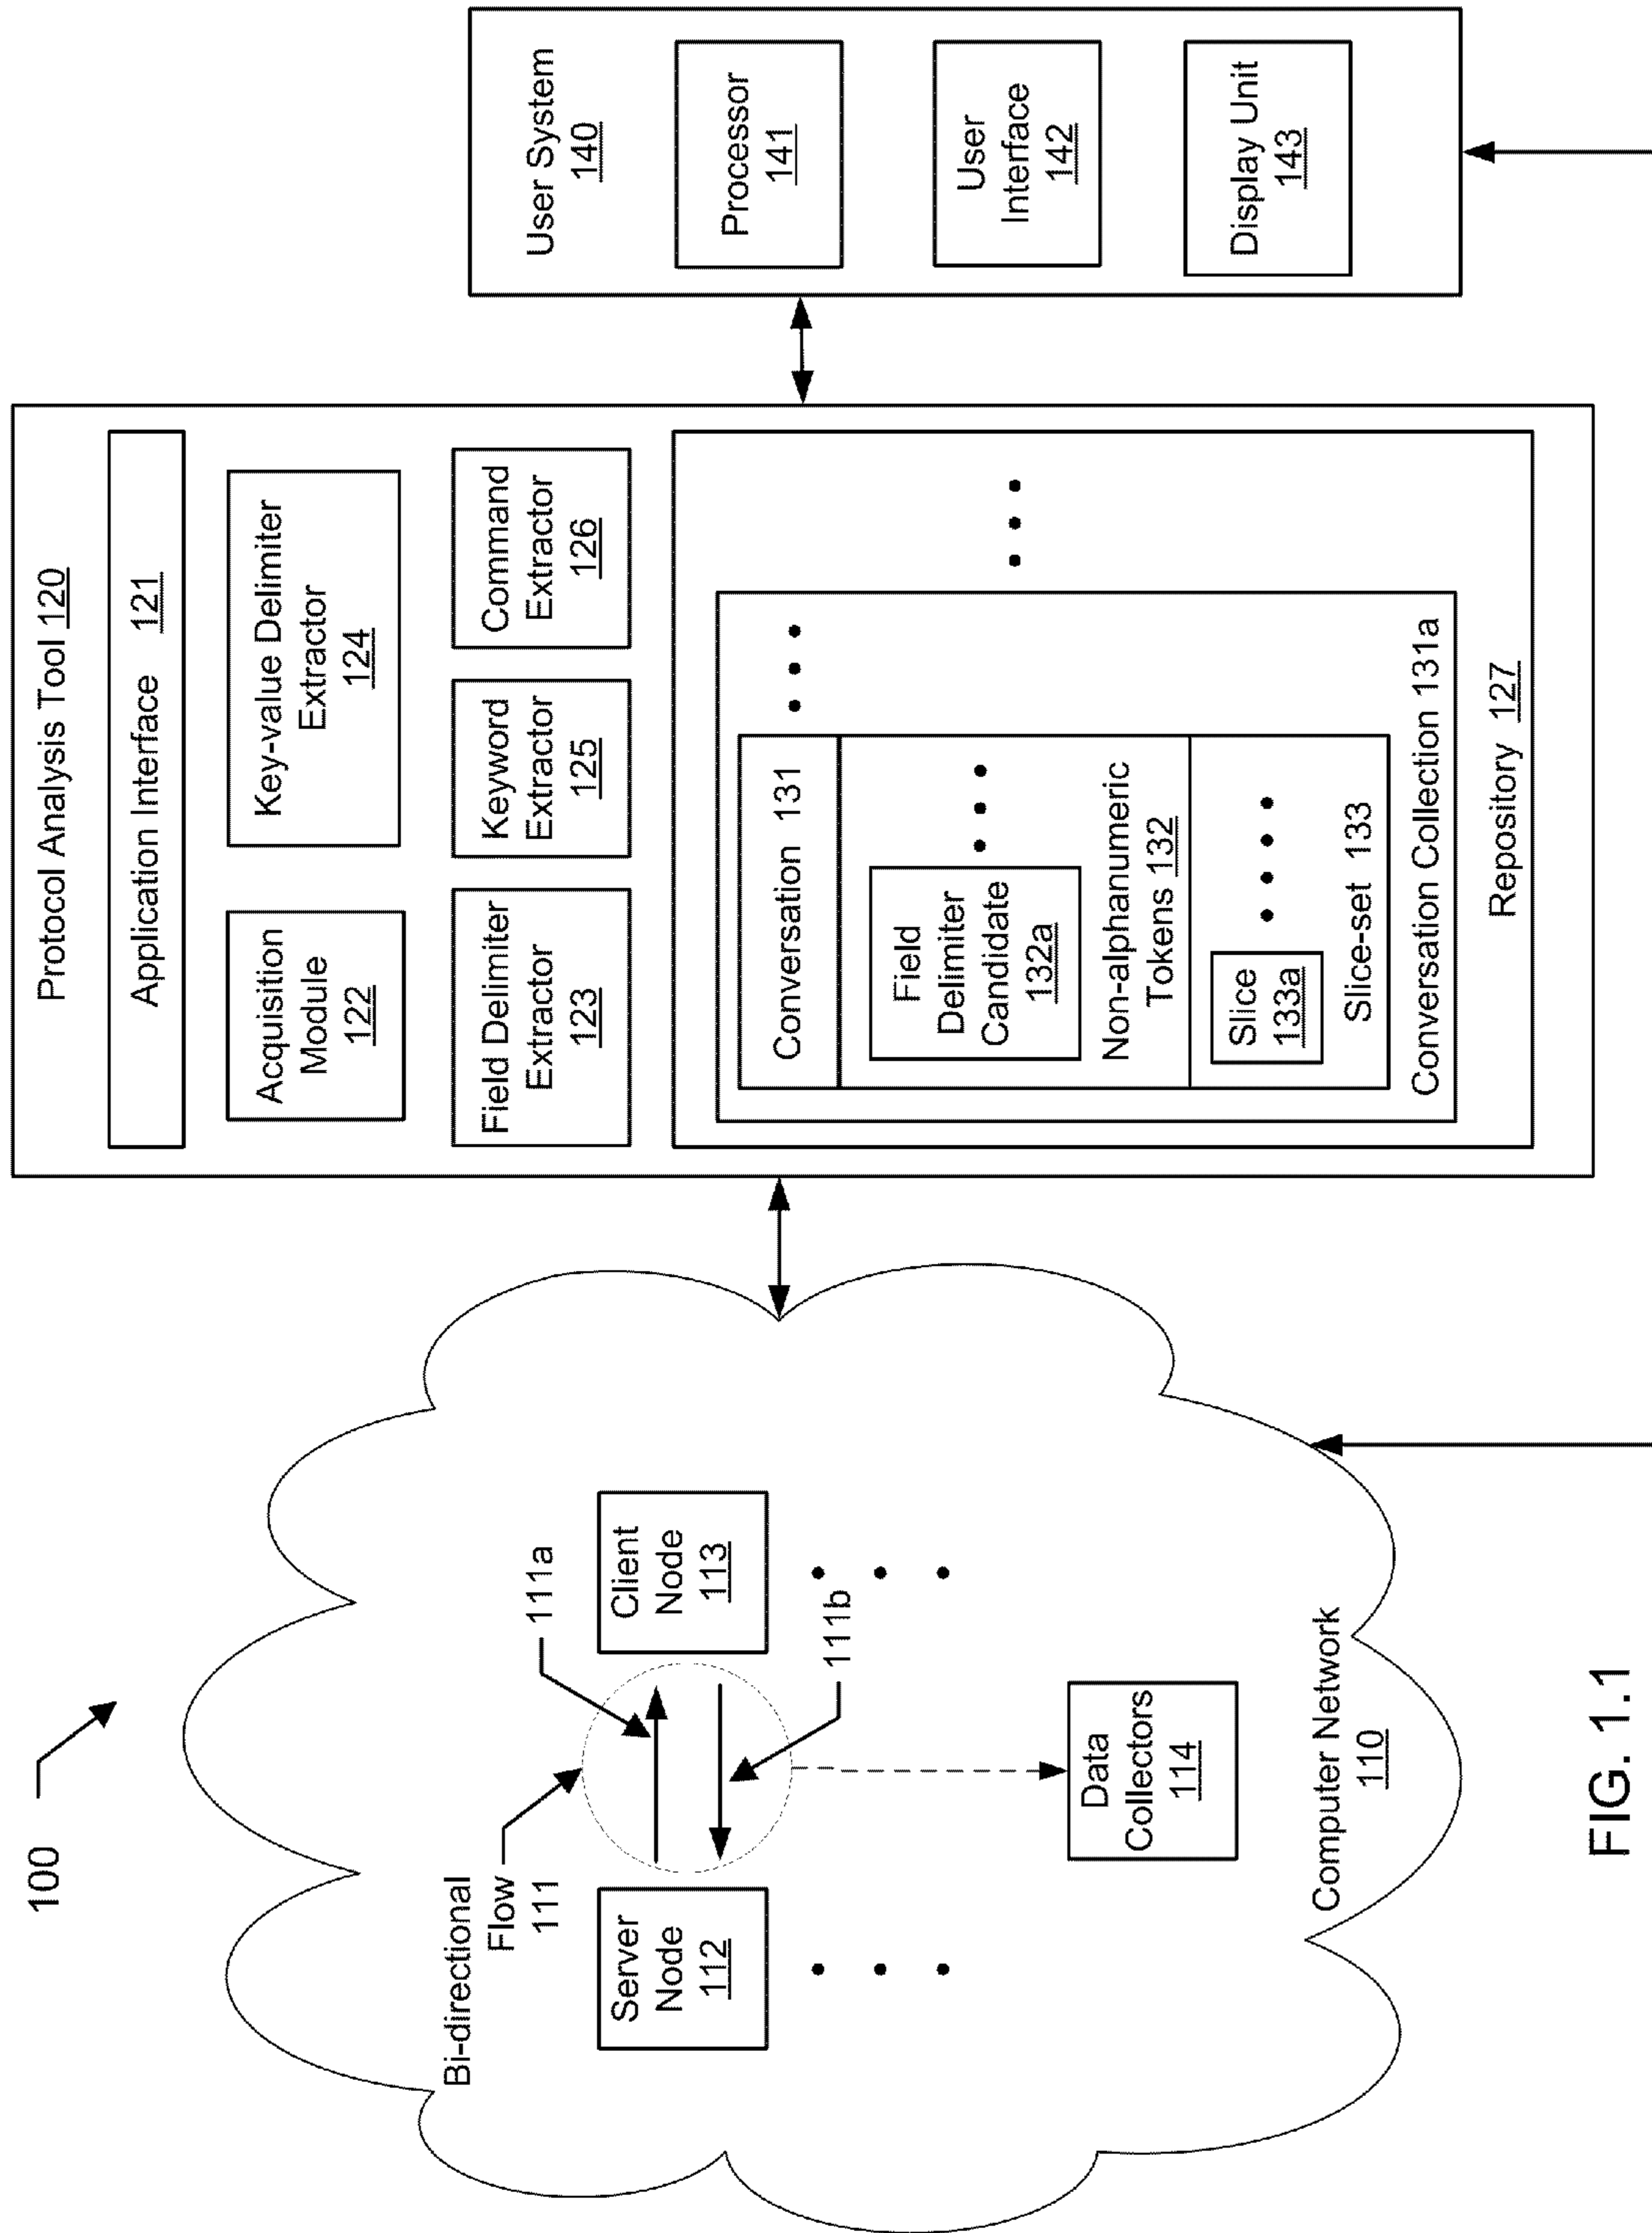 100
Bi-directional
Flow
111
111a
Server
Node
112
Client
Node
113
111b
Data
Collectors
114
Computer Network
110
Protocol Analysis Tool 120
Application Interface 121
Acquisition
Module
122
Key-value Delimiter
Extractor
124
Field Delimiter
Extractor
123
Keyword
Extractor
125
Command
Extractor
126
Conversation 131
Field
Delimiter
Candidate
132a
Non-alphanumeric
Tokens 132
Slice
133a
Slice-set 133
Conversation Collection 131a
Repository 127
User System
140
Processor
141
User
Interface
142
Display Unit
143
FIG. 1.1